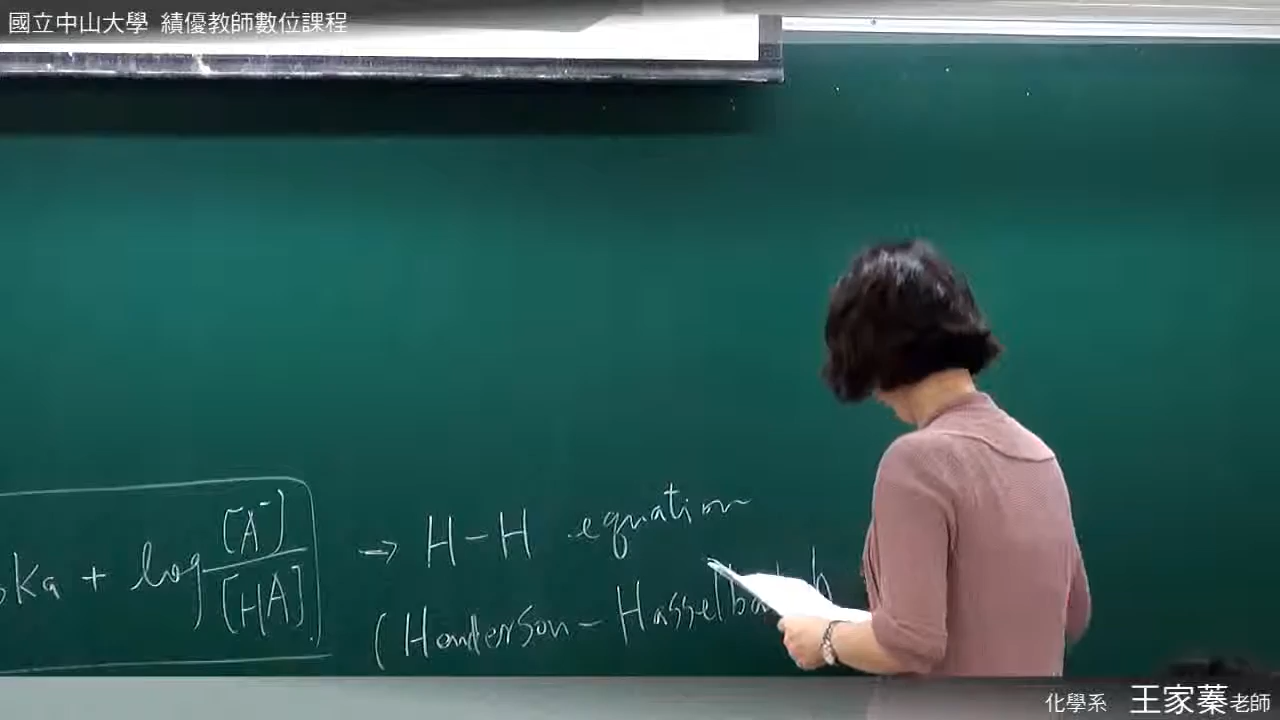 國立中山大學 績優教師數位課程
Ka + log [A⁻] / [HA] → H-H equation
(Henderson - Hasselbatch
化學系 王家蓁老師